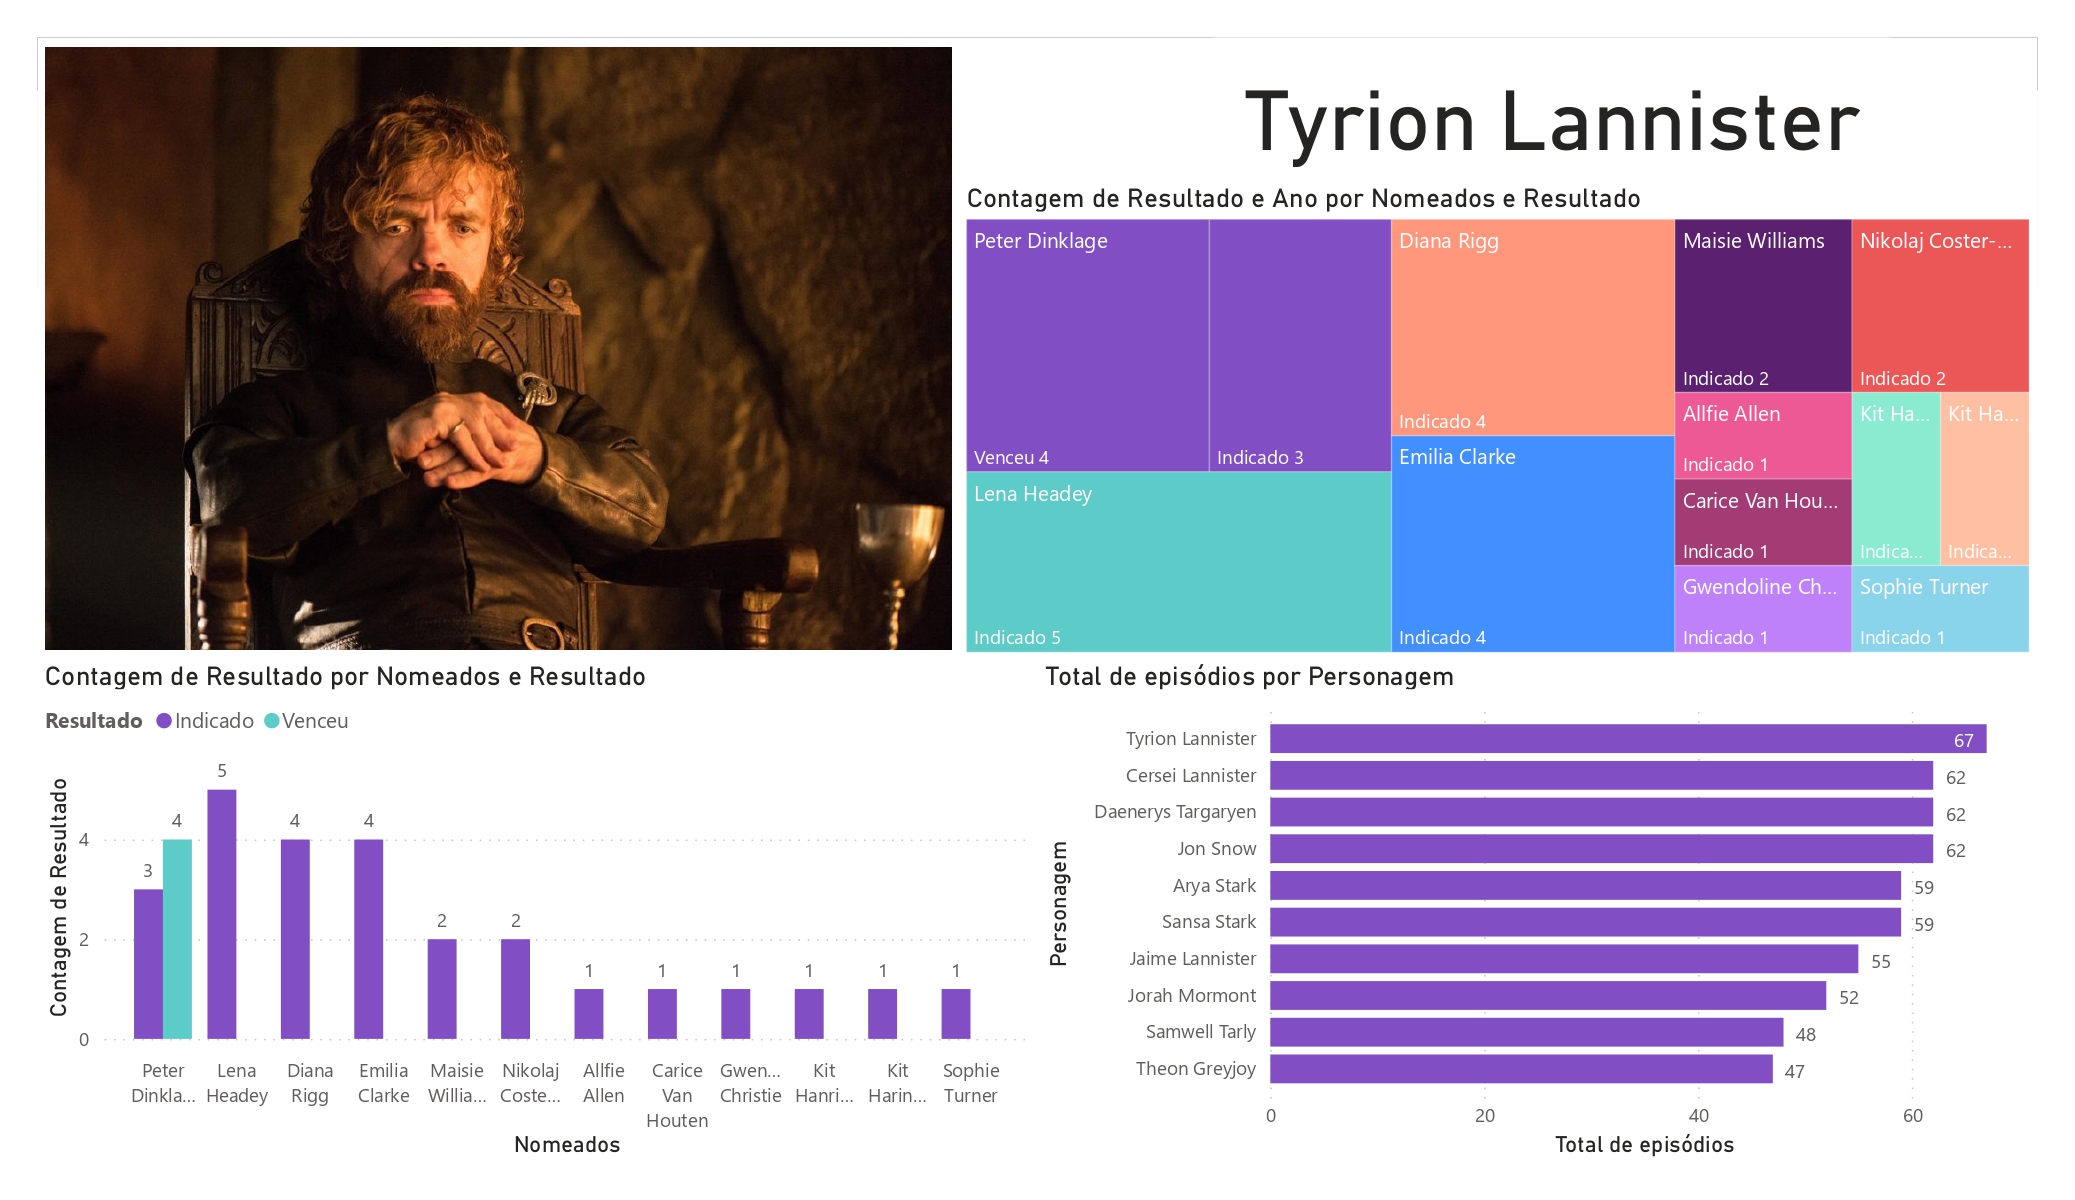 Tyrion Lannister
Contagem de Resultado e Ano por Nomeados e Resultado
Peter Dinklage
Venceu 4
Indicado 3
Lena Headey
Indicado 5
Diana Rigg
Indicado 4
Emilia Clarke
Indicado 4
Maisie Williams
Indicado 2
Nikolaj Coster-...
Indicado 2
Allfie Allen
Indicado 1
Carice Van Hou...
Indicado 1
Gwendoline Ch...
Indicado 1
Kit Ha...
Indica...
Kit Ha...
Indica...
Sophie Turner
Indicado 1
Contagem de Resultado por Nomeados e Resultado
Resultado Indicado Venceu
Contagem de Resultado
4
2
0
3
4
5
4
4
2
2
1
1
1
1
1
1
Peter
Dinkla...
Lena
Headey
Diana
Rigg
Emilia
Clarke
Maisie
Willia...
Nikolaj
Coste...
Allfie
Allen
Carice
Van
Houten
Gwen...
Christie
Kit
Hanri...
Kit
Harin...
Sophie
Turner
Nomeados
Total de episódios por Personagem
Personagem
Tyrion Lannister 67
Cersei Lannister 62
Daenerys Targaryen 62
Jon Snow 62
Arya Stark 59
Sansa Stark 59
Jaime Lannister 55
Jorah Mormont 52
Samwell Tarly 48
Theon Greyjoy 47
0 20 40 60
Total de episódios